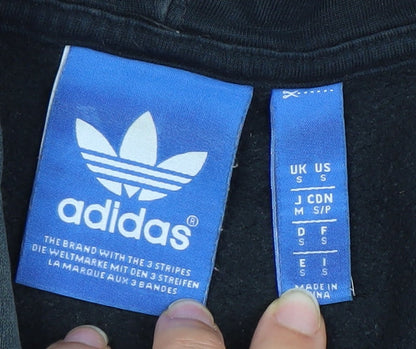 adidas
®
THE BRAND WITH THE 3 STRIPES
DIE WELTMARKE MIT DEN 3 STREIFEN
LA MARQUE AUX 3 BANDES
UK US
S S
J CDN
M S/P
D F
S S
E I
S S
MADE IN